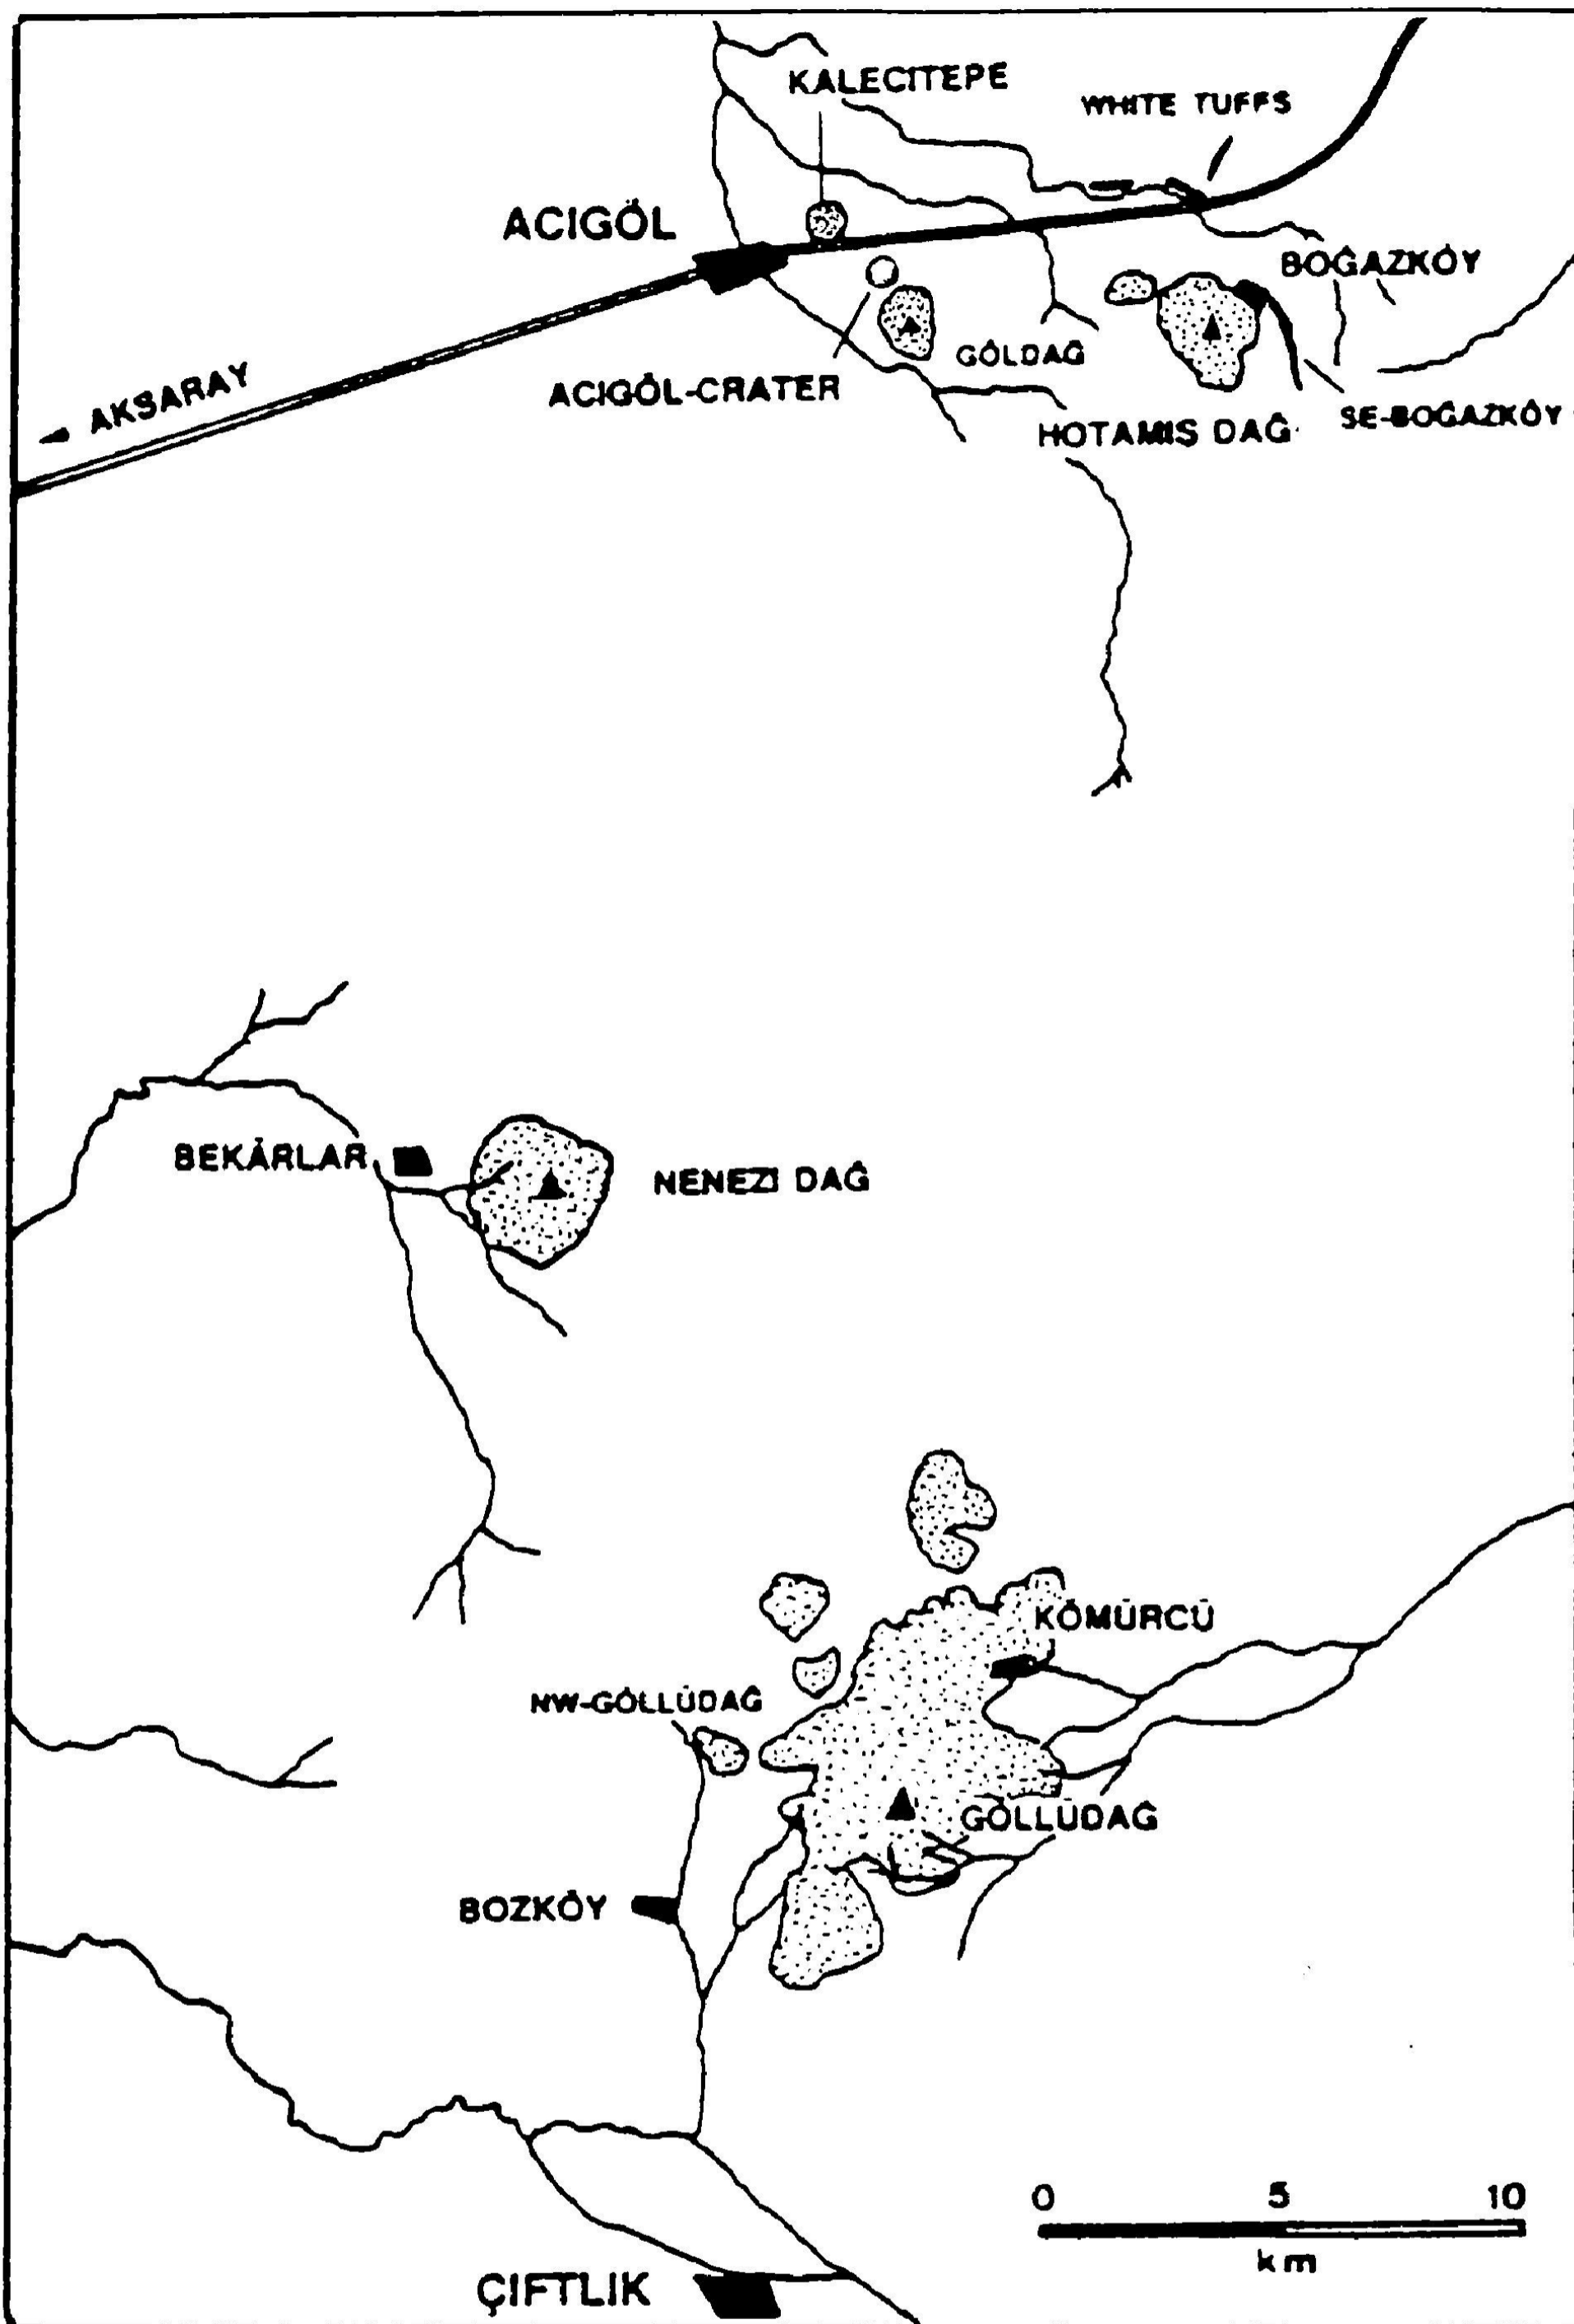 KALECITEPE
WHITE TUFFS
ACIGÖL
BOĞAZKÖY
GÖLDAĞ
ACIGÖL-CRATER
AKSARAY
HOTAMIS DAĞ
SE-BOĞAZKÖY
BEKÂRLAR
NENEZI DAĞ
KÖMÜRCÜ
NW-GÖLLÜDAĞ
GÖLLÜDAĞ
BOZKÖY
0 5 10
km
ÇIFTLIK